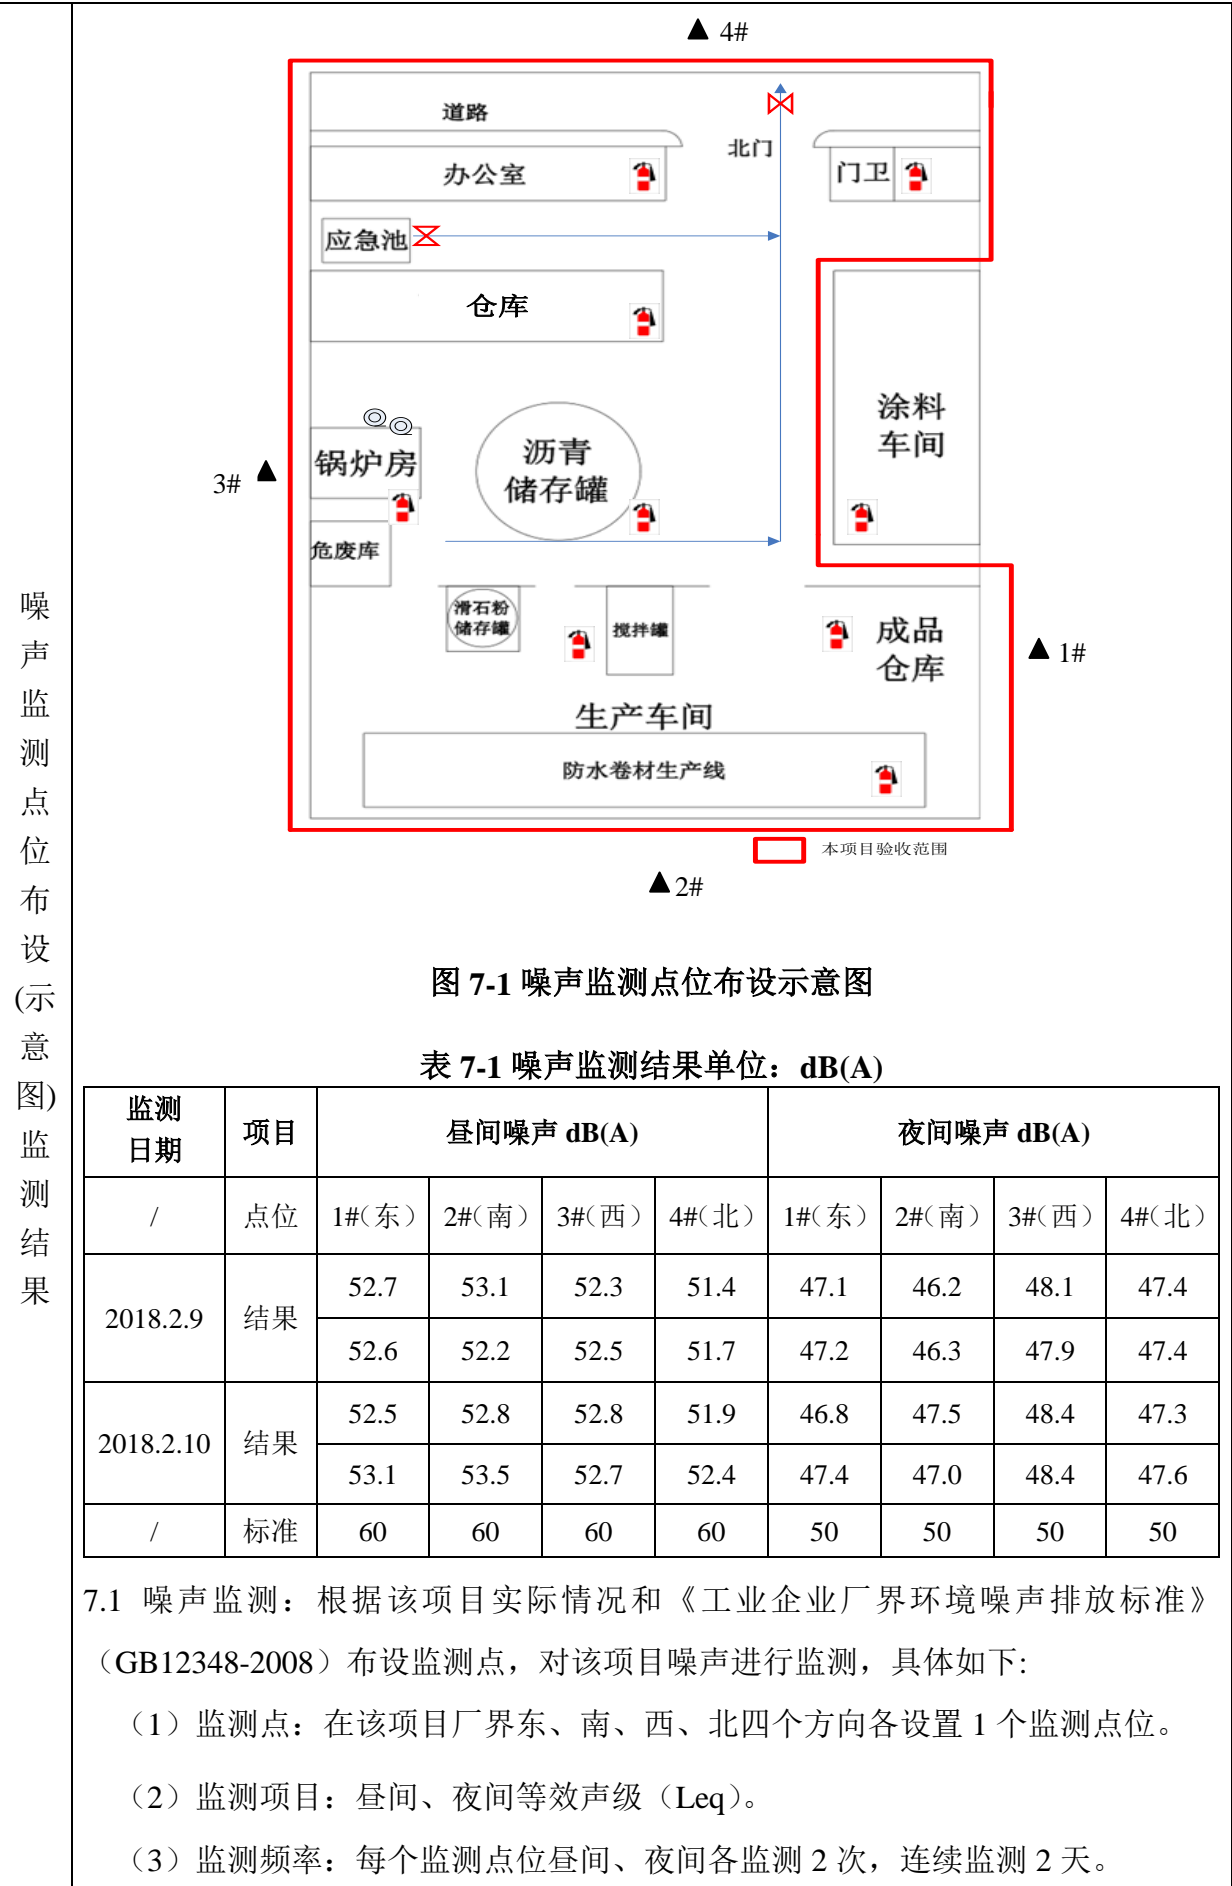 噪
声
监
测
点
位
布
设
(示
意
图)
监
测
结
果
4#
道路
北门
办公室
门卫
应急池
仓库
涂料
车间
沥青
储存罐
锅炉房
3#
危废库
滑石粉
储存罐
搅拌罐
成品
仓库
1#
生产车间
防水卷材生产线
本项目验收范围
2#
图 7-1 噪声监测点位布设示意图
表 7-1 噪声监测结果单位：dB(A)
监测
日期 项目 昼间噪声 dB(A) 夜间噪声 dB(A)
/ 点位 1#(东） 2#(南） 3#(西） 4#(北） 1#(东） 2#(南） 3#(西） 4#(北）
2018.2.9 结果 52.7 53.1 52.3 51.4 47.1 46.2 48.1 47.4
52.6 52.2 52.5 51.7 47.2 46.3 47.9 47.4
2018.2.10 结果 52.5 52.8 52.8 51.9 46.8 47.5 48.4 47.3
53.1 53.5 52.7 52.4 47.4 47.0 48.4 47.6
/ 标准 60 60 60 60 50 50 50 50
7.1 噪声监测：根据该项目实际情况和《工业企业厂界环境噪声排放标准》
（GB12348-2008）布设监测点，对该项目噪声进行监测，具体如下:
（1）监测点：在该项目厂界东、南、西、北四个方向各设置 1 个监测点位。
（2）监测项目：昼间、夜间等效声级（Leq）。
（3）监测频率：每个监测点位昼间、夜间各监测 2 次，连续监测 2 天。